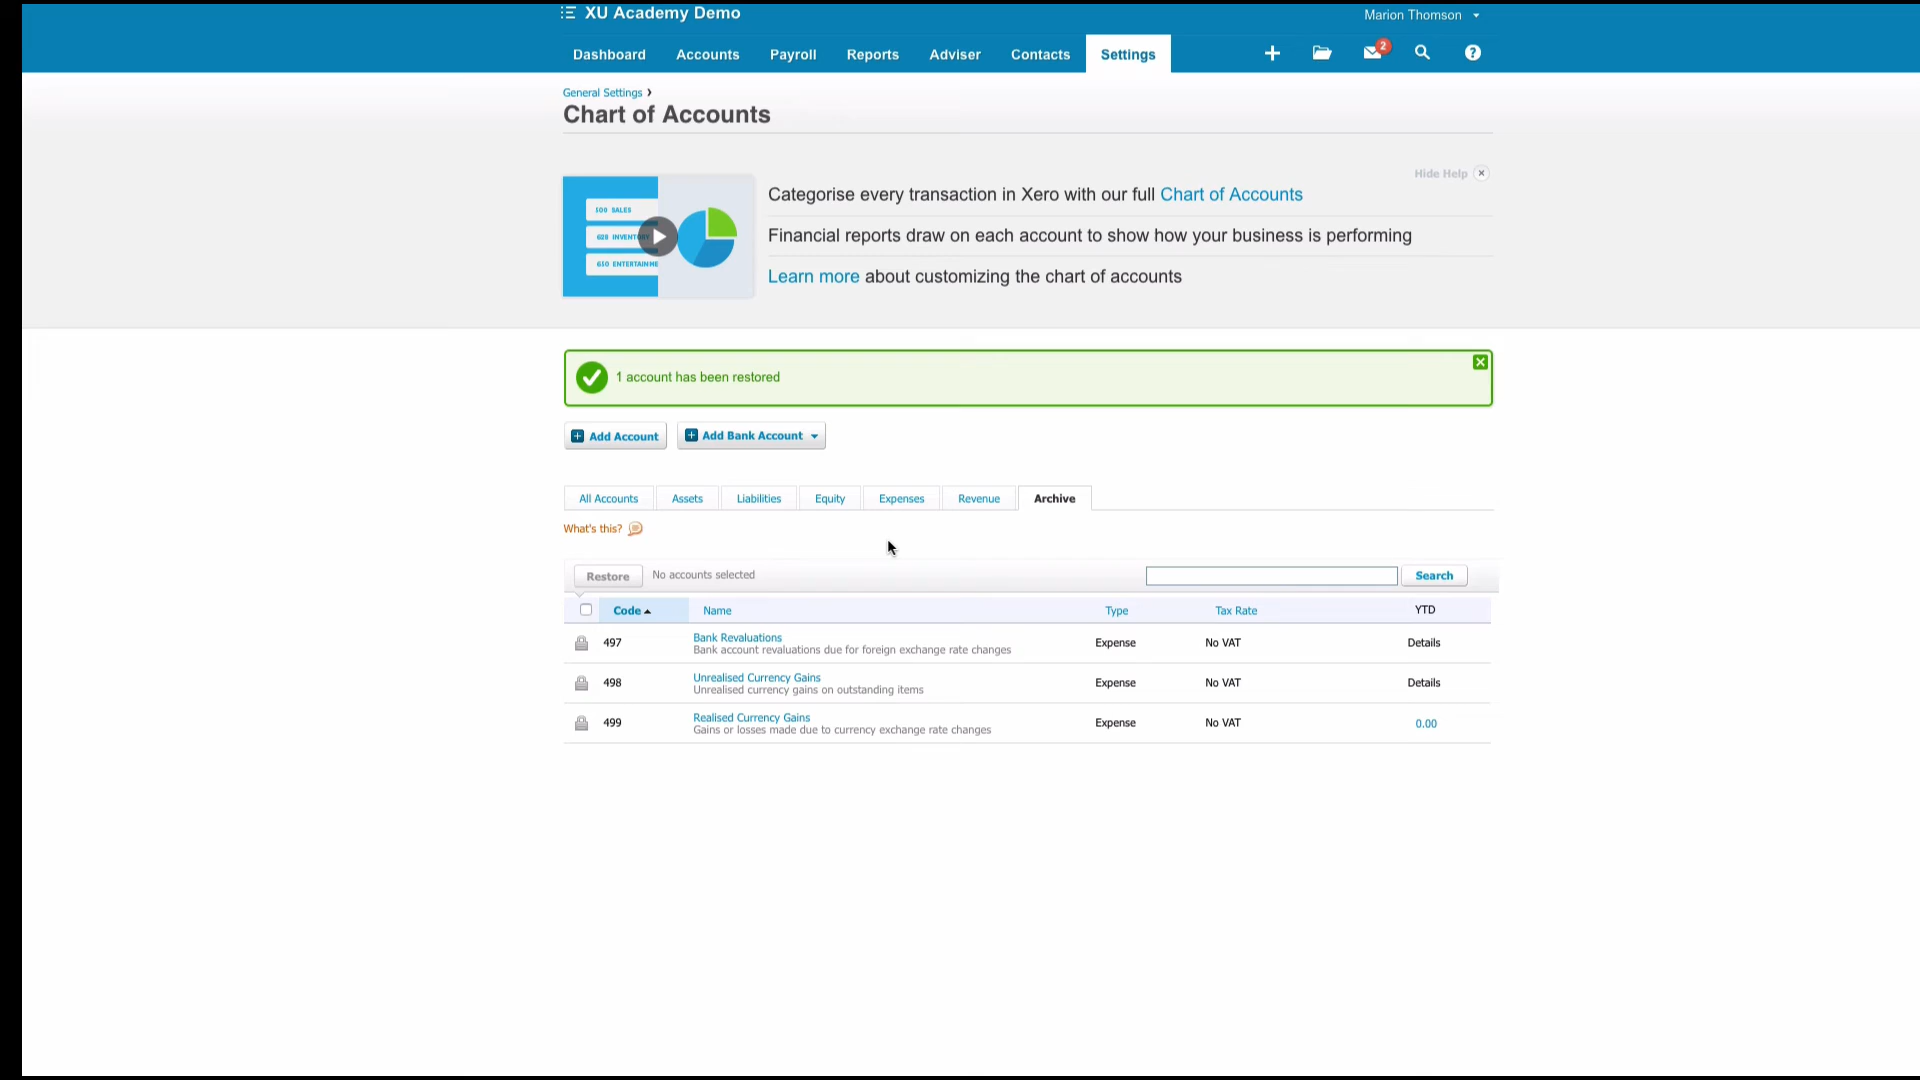 XU Academy Demo
Marion Thomson
Dashboard Accounts Payroll Reports Adviser Contacts Settings
2
?
General Settings ›
Chart of Accounts
Hide Help
500 SALES
628 INVENTORY
650 ENTERTAINME
Categorise every transaction in Xero with our full Chart of Accounts
Financial reports draw on each account to show how your business is performing
Learn more about customizing the chart of accounts
1 account has been restored
Add Account Add Bank Account
All Accounts Assets Liabilities Equity Expenses Revenue Archive
What's this?
Restore No accounts selected Search
Code Name Type Tax Rate YTD
497 Bank Revaluations Expense No VAT Details
Bank account revaluations due for foreign exchange rate changes
498 Unrealised Currency Gains Expense No VAT Details
Unrealised currency gains on outstanding items
499 Realised Currency Gains Expense No VAT 0.00
Gains or losses made due to currency exchange rate changes